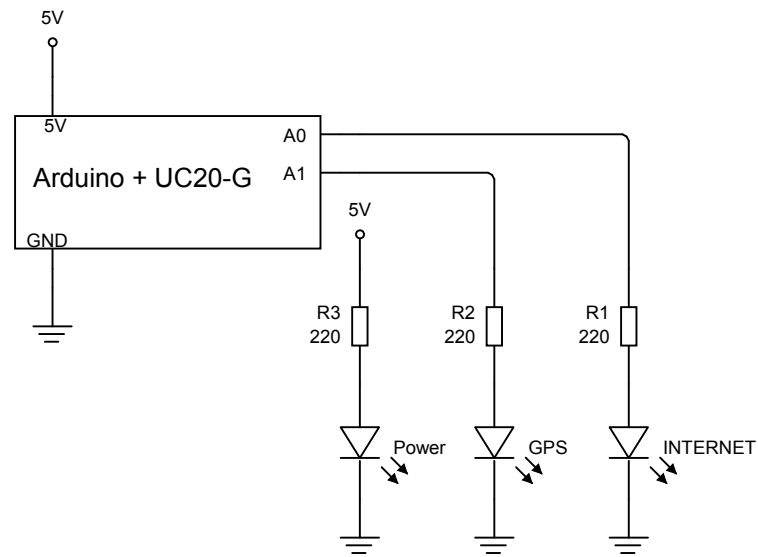 5V
5V
A0
Arduino + UC20-G
A1
GND
5V
R3
220
R2
220
R1
220
Power
GPS
INTERNET